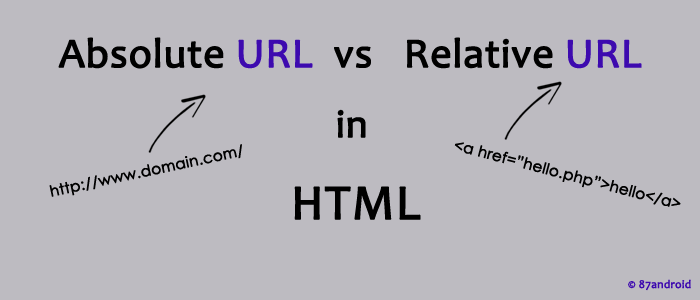 Absolute URL vs Relative URL
in
HTML
http://www.domain.com/
<a href="hello.php">hello</a>
© 87android